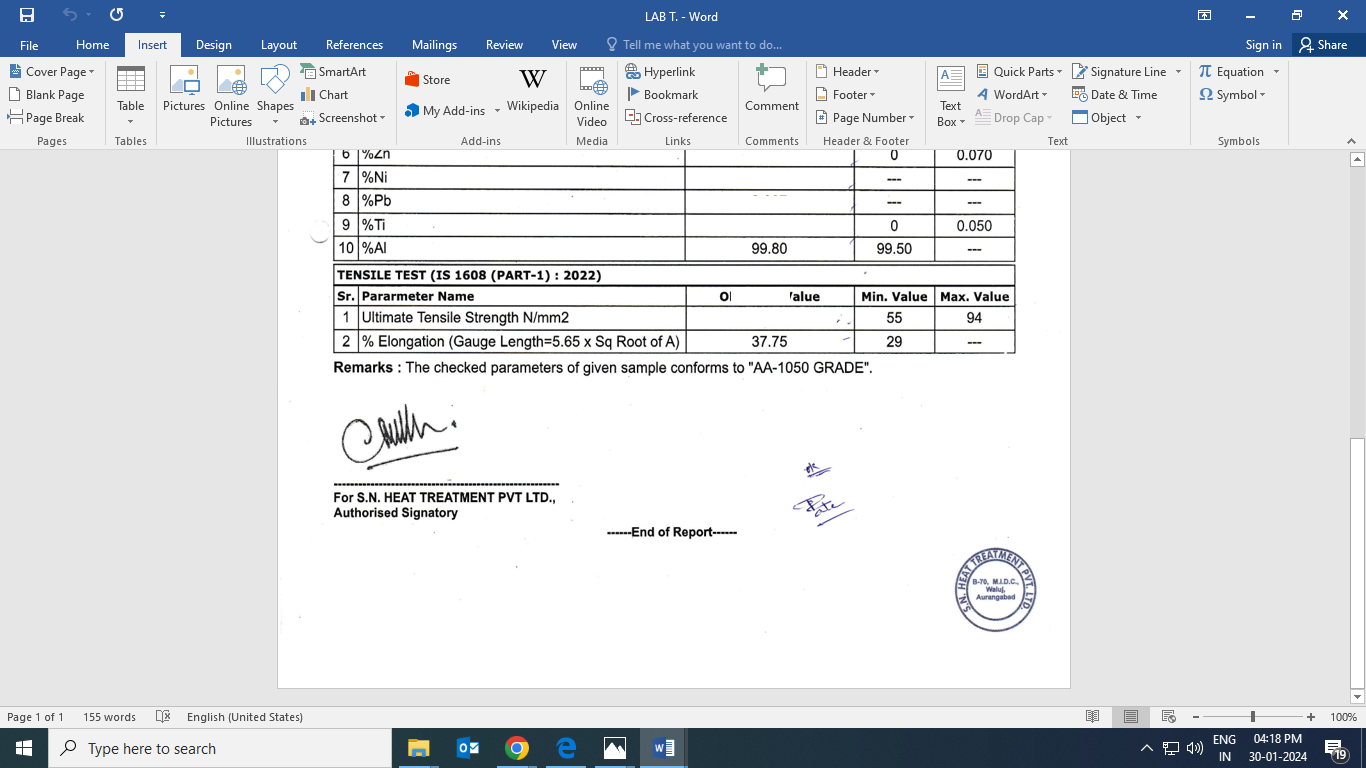 LAB T. - Word
File Home Insert Design Layout References Mailings Review View Tell me what you want to do... Sign in Share
Cover Page
Blank Page
Page Break
Table
Pictures
Online Pictures
Shapes
SmartArt
Chart
Screenshot
Store
My Add-ins
Wikipedia
Online Video
Hyperlink
Bookmark
Cross-reference
Comment
Header
Footer
Page Number
Text Box
Quick Parts
WordArt
Drop Cap
Signature Line
Date & Time
Object
Equation
Symbol
Pages Tables Illustrations Add-ins Media Links Comments Header & Footer Text Symbols
6 %Zn 0 0.070
7 %Ni --- ---
8 %Pb --- ---
9 %Ti 0 0.050
10 %Al 99.80 99.50 ---
TENSILE TEST (IS 1608 (PART-1) : 2022)
Sr. Pararmeter Name Value Min. Value Max. Value
1 Ultimate Tensile Strength N/mm2 55 94
2 % Elongation (Gauge Length=5.65 x Sq Root of A) 37.75 29 ---
Remarks : The checked parameters of given sample conforms to "AA-1050 GRADE".
ok
For S.N. HEAT TREATMENT PVT LTD.,
Authorised Signatory
------End of Report------
S.N. HEAT TREATMENT PVT. LTD.
B-70, M.I.D.C.,
Waluj,
Aurangabad
Page 1 of 1 155 words English (United States) 100%
Type here to search
ENG
IN
04:18 PM
30-01-2024
19